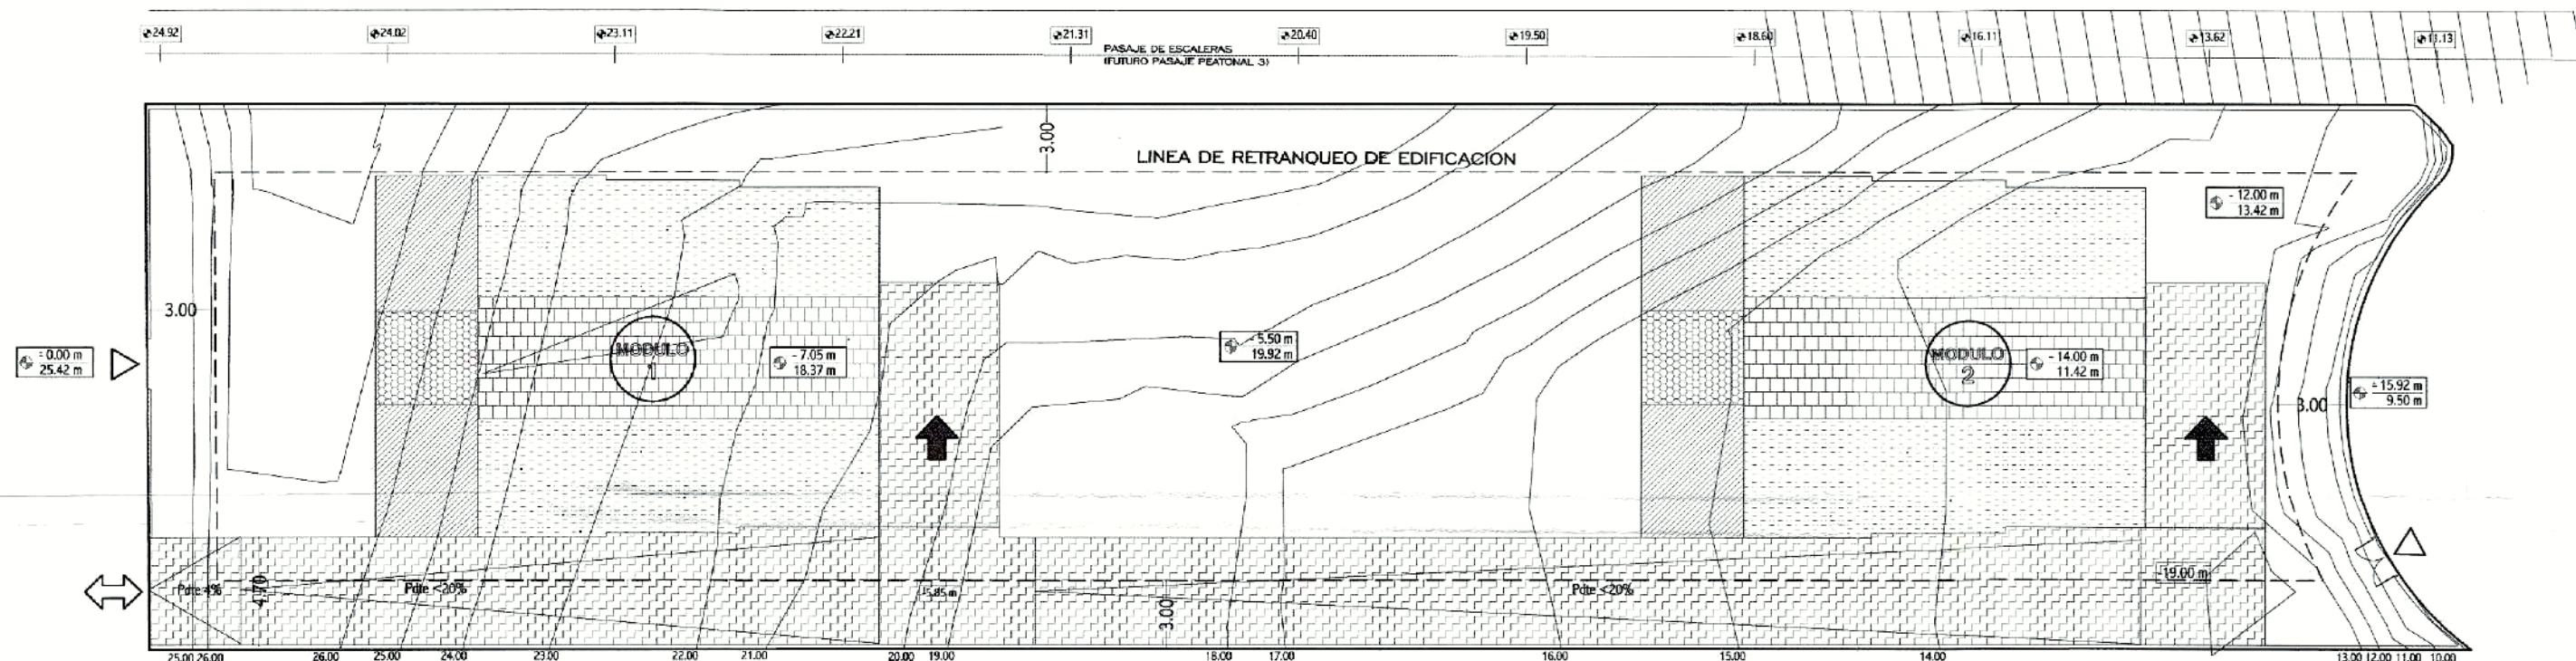 24.92
24.02
23.11
22.21
21.31
20.40
19.50
18.60
16.11
13.62
11.13
PASAJE DE ESCALERAS
(FUTURO PASAJE PEATONAL 3)
3.00
LINEA DE RETRANQUEO DE EDIFICACION
- 12.00 m
13.42 m
3.00
± 0.00 m
25.42 m
MODULO
1
- 7.05 m
18.37 m
- 5.50 m
19.92 m
MODULO
2
- 14.00 m
11.42 m
- 15.92 m
9.50 m
3.00
Pdte 4%
4.70
Pdte <20%
-5.85 m
3.00
Pdte <20%
-19.00 m
25.00 26.00
26.00
25.00
24.00
23.00
22.00
21.00
20.00
19.00
18.00
17.00
16.00
15.00
14.00
13.00 12.00 11.00 10.00